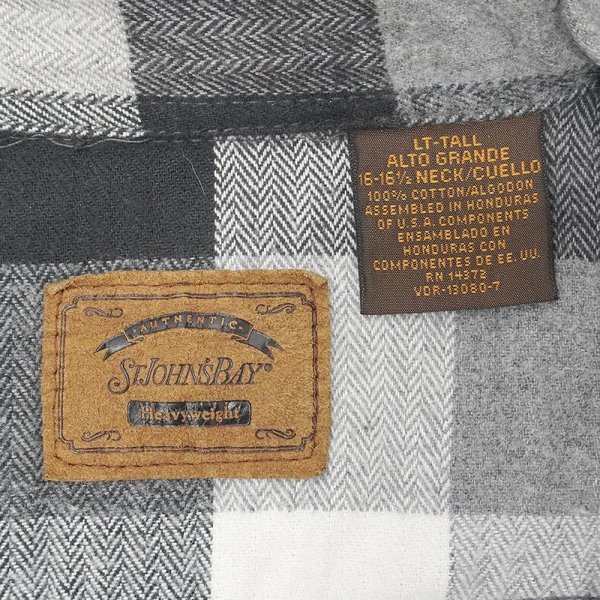 AUTHENTIC
ST. JOHN'S BAY®
Heavyweight
LT-TALL
ALTO GRANDE
16-16½ NECK/CUELLO
100% COTTON/ALGODON
ASSEMBLED IN HONDURAS
OF U.S.A. COMPONENTS
ENSAMBLADO EN
HONDURAS CON
COMPONENTES DE EE. UU.
RN 14372
VDR-13080-7